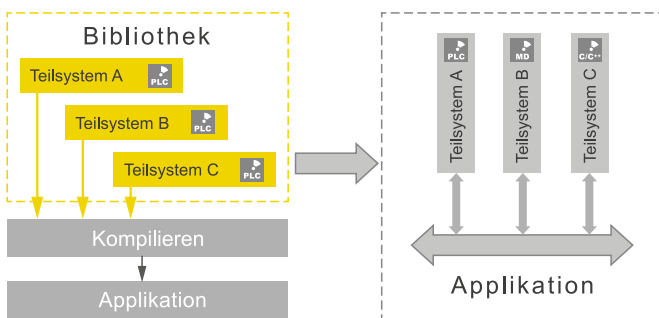 Bibliothek
Teilsystem A
PLC
Teilsystem B
PLC
Teilsystem C
PLC
Kompilieren
Applikation
PLC
Teilsystem A
MD
Teilsystem B
C/C++
Teilsystem C
Applikation